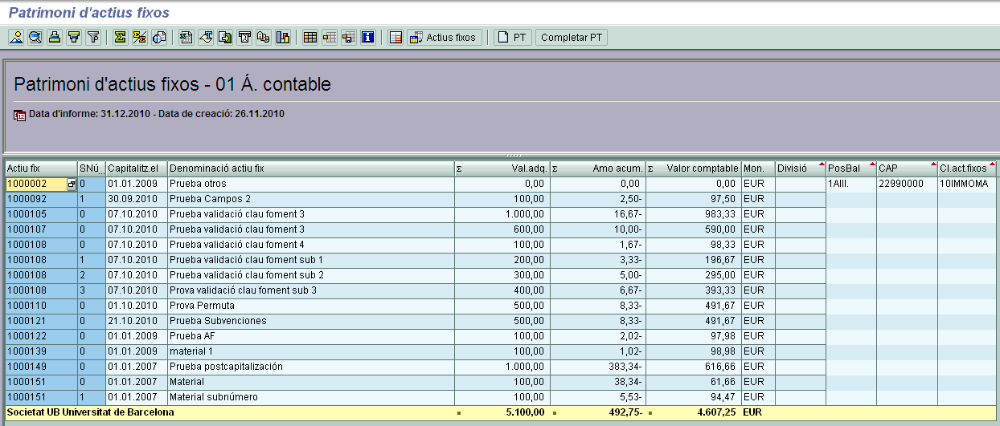 Patrimoni d'actius fixos
Actius fixos PT Completar PT
Patrimoni d'actius fixos - 01 Á. contable
Data d'informe: 31.12.2010 - Data de creació: 26.11.2010
Actiu fix SNú... Capitalitz.el Denominació actiu fix Σ Val.adq. Σ Amo acum. Σ Valor comptable Mon. Divisió PosBal CAP Cl.act.fixos
1000002 0 01.01.2009 Prueba otros 0,00 0,00 0,00 EUR 1AIII. 22990000 10IMMOMA
1000092 1 30.09.2010 Prueba Campos 2 100,00 2,50- 97,50 EUR
1000105 0 07.10.2010 Prueba validació clau foment 3 1.000,00 16,67- 983,33 EUR
1000107 0 07.10.2010 Prueba validació clau foment 3 600,00 10,00- 590,00 EUR
1000108 0 07.10.2010 Prueba validació clau foment 4 100,00 1,67- 98,33 EUR
1000108 1 07.10.2010 Prueba validació clau foment sub 1 200,00 3,33- 196,67 EUR
1000108 2 07.10.2010 Prueba validació clau foment sub 2 300,00 5,00- 295,00 EUR
1000108 3 07.10.2010 Prova validació clau foment sub 3 400,00 6,67- 393,33 EUR
1000110 0 01.10.2010 Prova Permuta 500,00 8,33- 491,67 EUR
1000121 0 21.10.2010 Prueba Subvenciones 500,00 8,33- 491,67 EUR
1000122 0 01.01.2009 Prueba AF 100,00 2,02- 97,98 EUR
1000139 0 01.01.2009 material 1 100,00 1,02- 98,98 EUR
1000149 0 01.01.2007 Prueba postcapitalización 1.000,00 383,34- 616,66 EUR
1000151 0 01.01.2007 Material 100,00 38,34- 61,66 EUR
1000151 1 01.01.2007 Material subnúmero 100,00 5,53- 94,47 EUR
Societat UB Universitat de Barcelona 5.100,00 492,75- 4.607,25 EUR